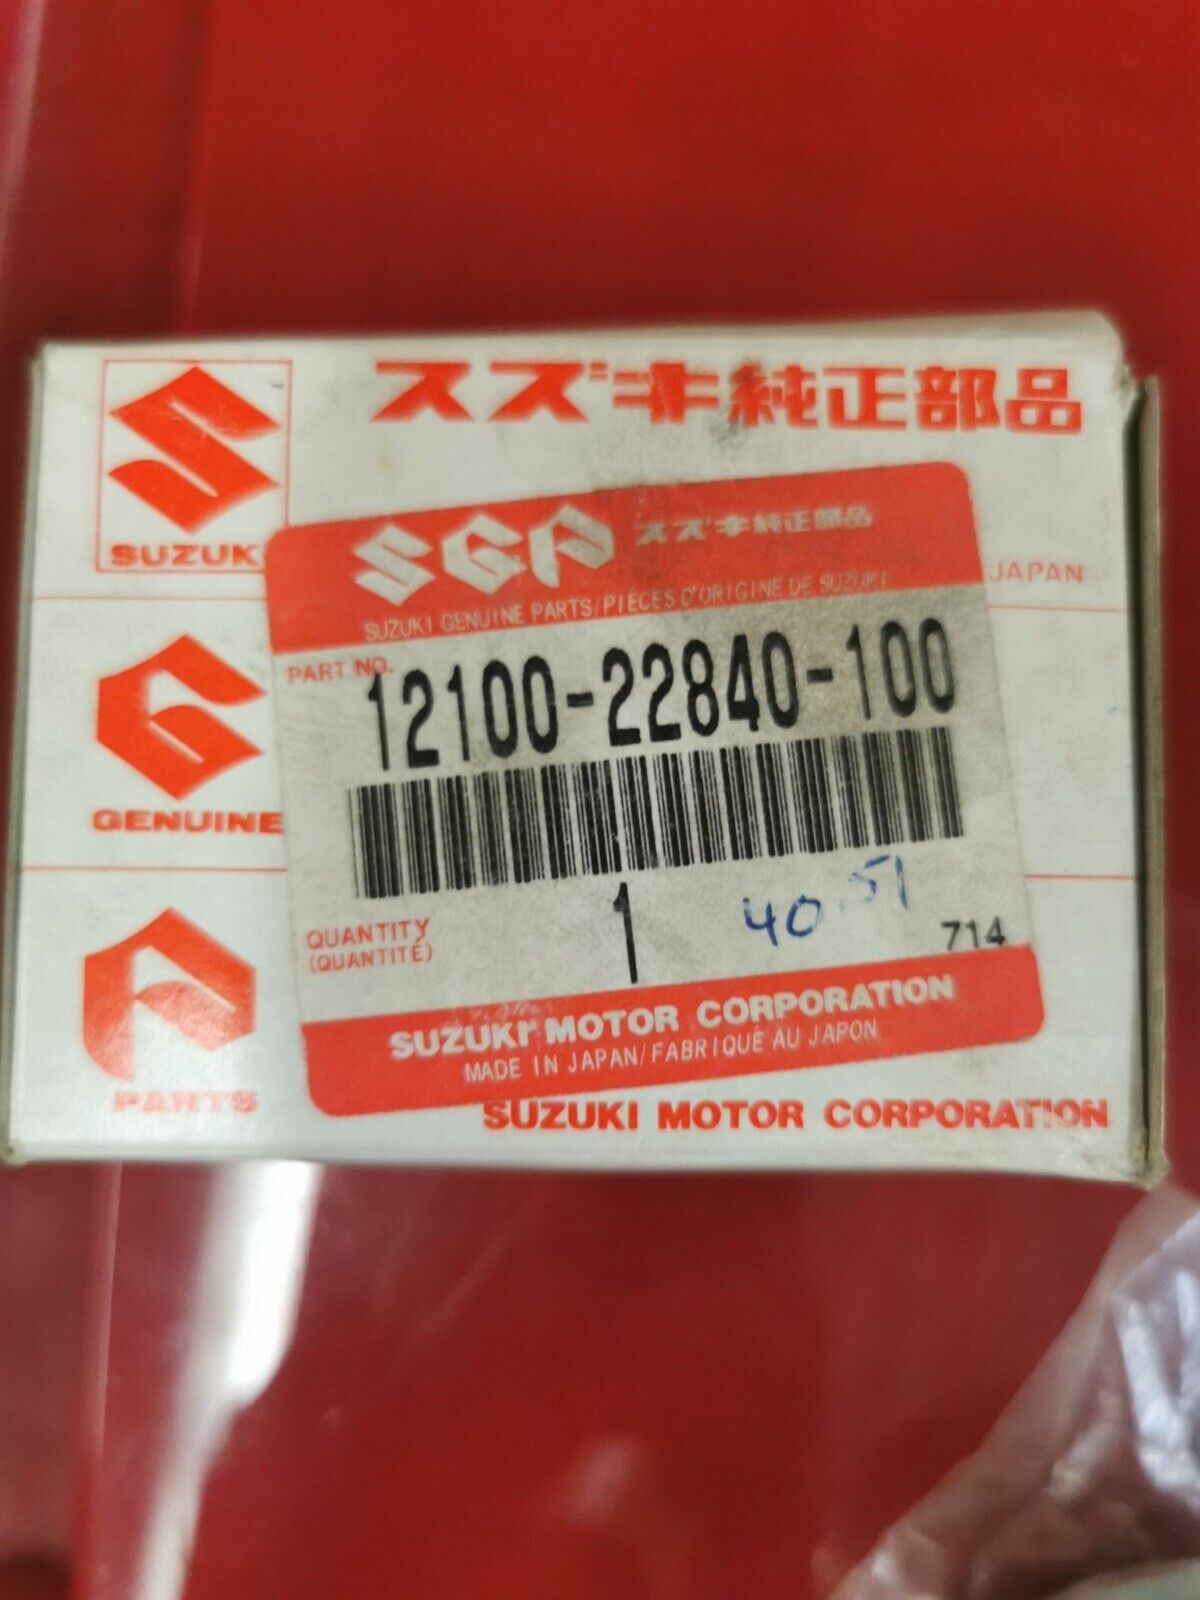 スズキ純正部品
SUZUKI
JAPAN
GENUINE
PARTS
SGP スズキ純正部品
SUZUKI GENUINE PARTS/PIÈCES D'ORIGINE DE SUZUKI
PART NO.
12100-22840-100
QUANTITY
(QUANTITÉ)
1
40.51
714
SUZUKI MOTOR CORPORATION
MADE IN JAPAN/FABRIQUÉ AU JAPON
SUZUKI MOTOR CORPORATION